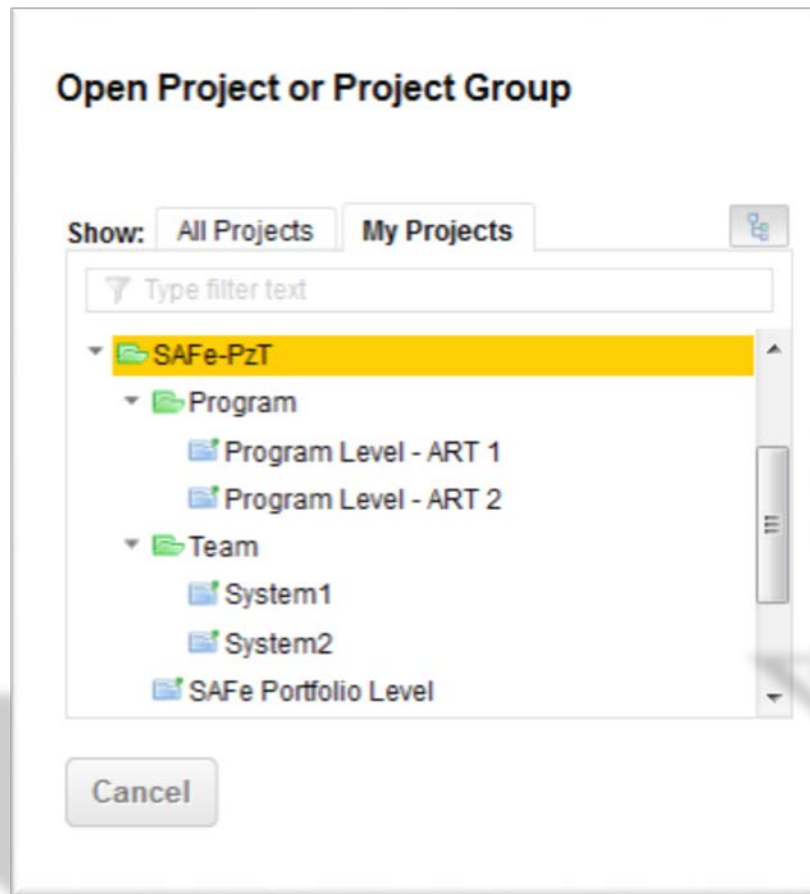 Open Project or Project Group
Show: All Projects My Projects
Type filter text
SAFe-PzT
Program
Program Level - ART 1
Program Level - ART 2
Team
System1
System2
SAFe Portfolio Level
Cancel